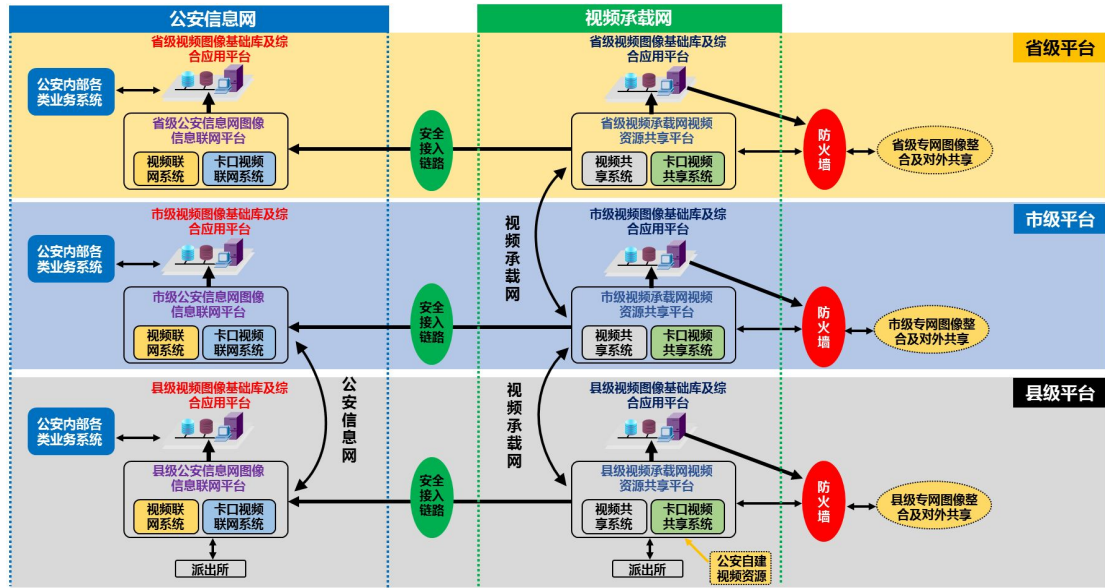 公安信息网
视频承载网
省级平台
省级视频图像基础库及综
合应用平台
公安内部各
类业务系统
省级公安信息网图像
信息联网平台
视频联
网系统
卡口视频
联网系统
安全
接入
链路
省级视频图像基础库及综
合应用平台
省级视频承载网视频
资源共享平台
视频共
享系统
卡口视频
共享系统
防火墙
省级专网图像整
合及对外共享
视频承载网
市级平台
市级视频图像基础库及综
合应用平台
公安内部各
类业务系统
市级公安信息网图像
信息联网平台
视频联
网系统
卡口视频
联网系统
安全
接入
链路
市级视频图像基础库及综
合应用平台
市级视频承载网视频
资源共享平台
视频共
享系统
卡口视频
共享系统
防火墙
市级专网图像整
合及对外共享
公安信息网
视频承载网
县级平台
县级视频图像基础库及综
合应用平台
公安内部各
类业务系统
县级公安信息网图像
信息联网平台
视频联
网系统
卡口视频
联网系统
派出所
安全
接入
链路
县级视频图像基础库及综
合应用平台
县级视频承载网视频
资源共享平台
视频共
享系统
卡口视频
共享系统
派出所
公安自建
视频资源
防火墙
县级专网图像整
合及对外共享